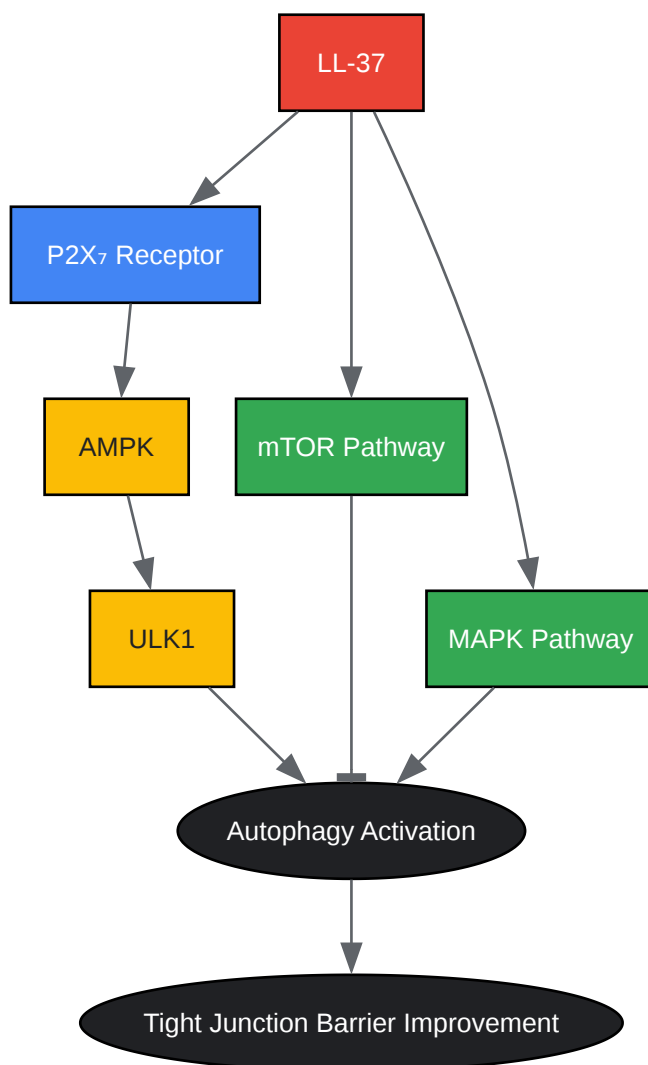 LL-37
P2X₇ Receptor
AMPK
mTOR Pathway
ULK1
MAPK Pathway
Autophagy Activation
Tight Junction Barrier Improvement